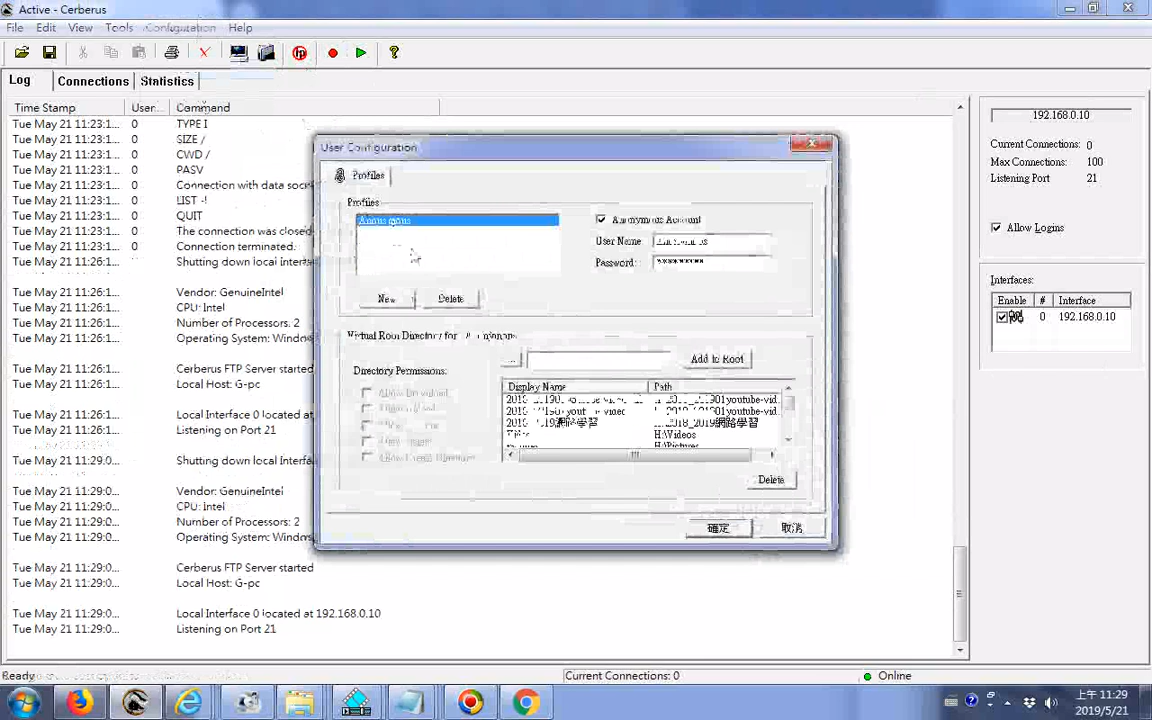 Active - Cerberus
File Edit View Tools Configuration Help
Log Connections Statistics
Time Stamp User... Command
Tue May 21 11:23:1... 0 TYPE I
Tue May 21 11:23:1... 0 SIZE /
Tue May 21 11:23:1... 0 CWD /
Tue May 21 11:23:1... 0 PASV
Tue May 21 11:23:1... 0 Connection with data
Tue May 21 11:23:1... 0 LIST -l
Tue May 21 11:23:1... 0 QUIT
Tue May 21 11:23:1... 0 The connection was closed
Tue May 21 11:23:1... 0 Connection terminated.
Tue May 21 11:26:1... Shutting down local
Tue May 21 11:26:1... Vendor: GenuineIntel
Tue May 21 11:26:1... CPU: Intel
Tue May 21 11:26:1... Number of Processors: 2
Tue May 21 11:26:1... Operating System:
Tue May 21 11:26:1... Cerberus FTP Server started
Tue May 21 11:26:1... Local Host: G-pc
Tue May 21 11:26:1... Local Interface 0 located at
Tue May 21 11:26:1... Listening on Port 21
Tue May 21 11:29:0... Shutting down local
Tue May 21 11:29:0... Vendor: GenuineIntel
Tue May 21 11:29:0... CPU: Intel
Tue May 21 11:29:0... Number of Processors: 2
Tue May 21 11:29:0... Operating System:
Tue May 21 11:29:0... Cerberus FTP Server started
Tue May 21 11:29:0... Local Host: G-pc
Tue May 21 11:29:0... Local Interface 0 located at 192.168.0.10
Tue May 21 11:29:0... Listening on Port 21
User Configuration
Profiles
Profiles
Anonymous Account
User Name
Password:
New Delete
Virtual Root Directory for
... Add to Root
Directory Permissions:
Display Name Path
H:\Videos
H:\Pictures
Delete
確定 取消
192.168.0.10
Current Connections: 0
Max Connections: 100
Listening Port 21
Allow Logins
Interfaces:
Enable # Interface
0 192.168.0.10
Ready
Current Connections: 0
Online
上午 11:29
2019/5/21